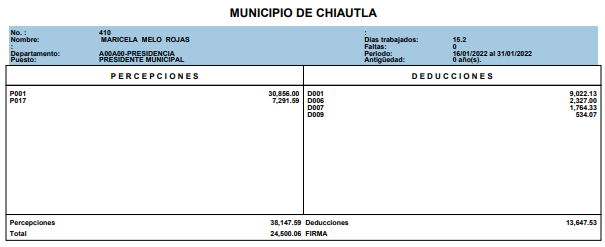 MUNICIPIO DE CHIAUTLA
No. : 410 :
Nombre: MARICELA MELO ROJAS Días trabajados: 15.2
: Faltas: 0
Departamento: A00A00-PRESIDENCIA Período: 16/01/2022 al 31/01/2022
Puesto: PRESIDENTE MUNICIPAL Antigüedad: 0 año(s).
PERCEPCIONES DEDUCCIONES
P001 30,856.00 D001 9,022.13
P017 7,291.59 D006 2,327.00
D007 1,764.33
D009 534.07
Percepciones 38,147.59 Deducciones 13,647.53
Total 24,500.06 FIRMA